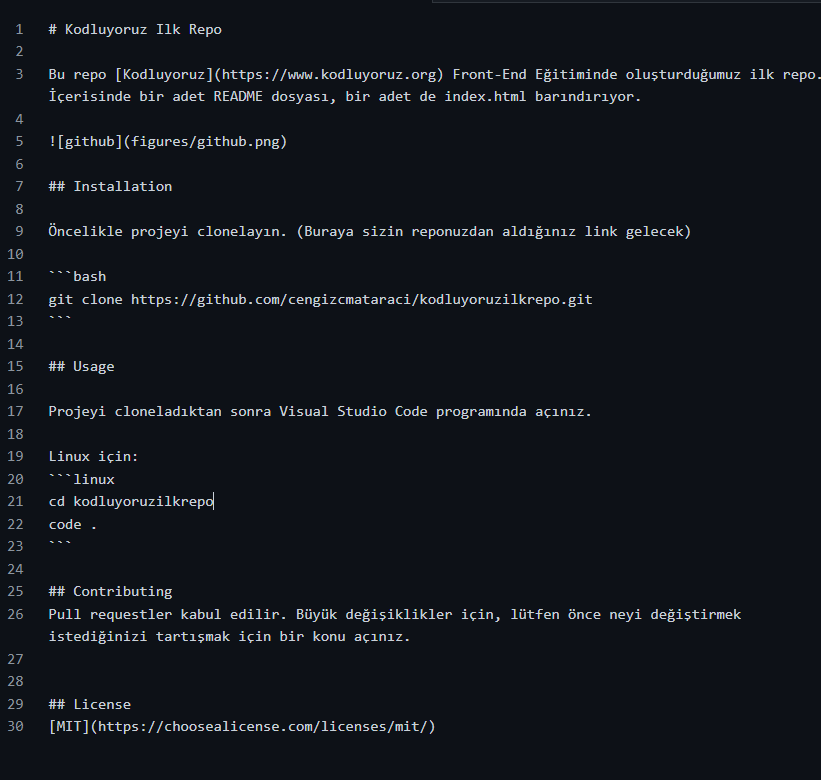 1 # Kodluyoruz Ilk Repo
2
3 Bu repo [Kodluyoruz](https://www.kodluyoruz.org) Front-End Eğitiminde oluşturduğumuz ilk repo.
İçerisinde bir adet README dosyası, bir adet de index.html barındırıyor.
4
5 ![github](figures/github.png)
6
7 ## Installation
8
9 Öncelikle projeyi clonelayın. (Buraya sizin reponuzdan aldığınız link gelecek)
10
11 ```bash
12 git clone https://github.com/cengizcmataraci/kodluyoruzilkrepo.git
13 ```
14
15 ## Usage
16
17 Projeyi cloneladıktan sonra Visual Studio Code programında açınız.
18
19 Linux için:
20 ```linux
21 cd kodluyoruzilkrepo
22 code .
23 ```
24
25 ## Contributing
26 Pull requestler kabul edilir. Büyük değişiklikler için, lütfen önce neyi değiştirmek
istediğinizi tartışmak için bir konu açınız.
27
28
29 ## License
30 [MIT](https://choosealicense.com/licenses/mit/)